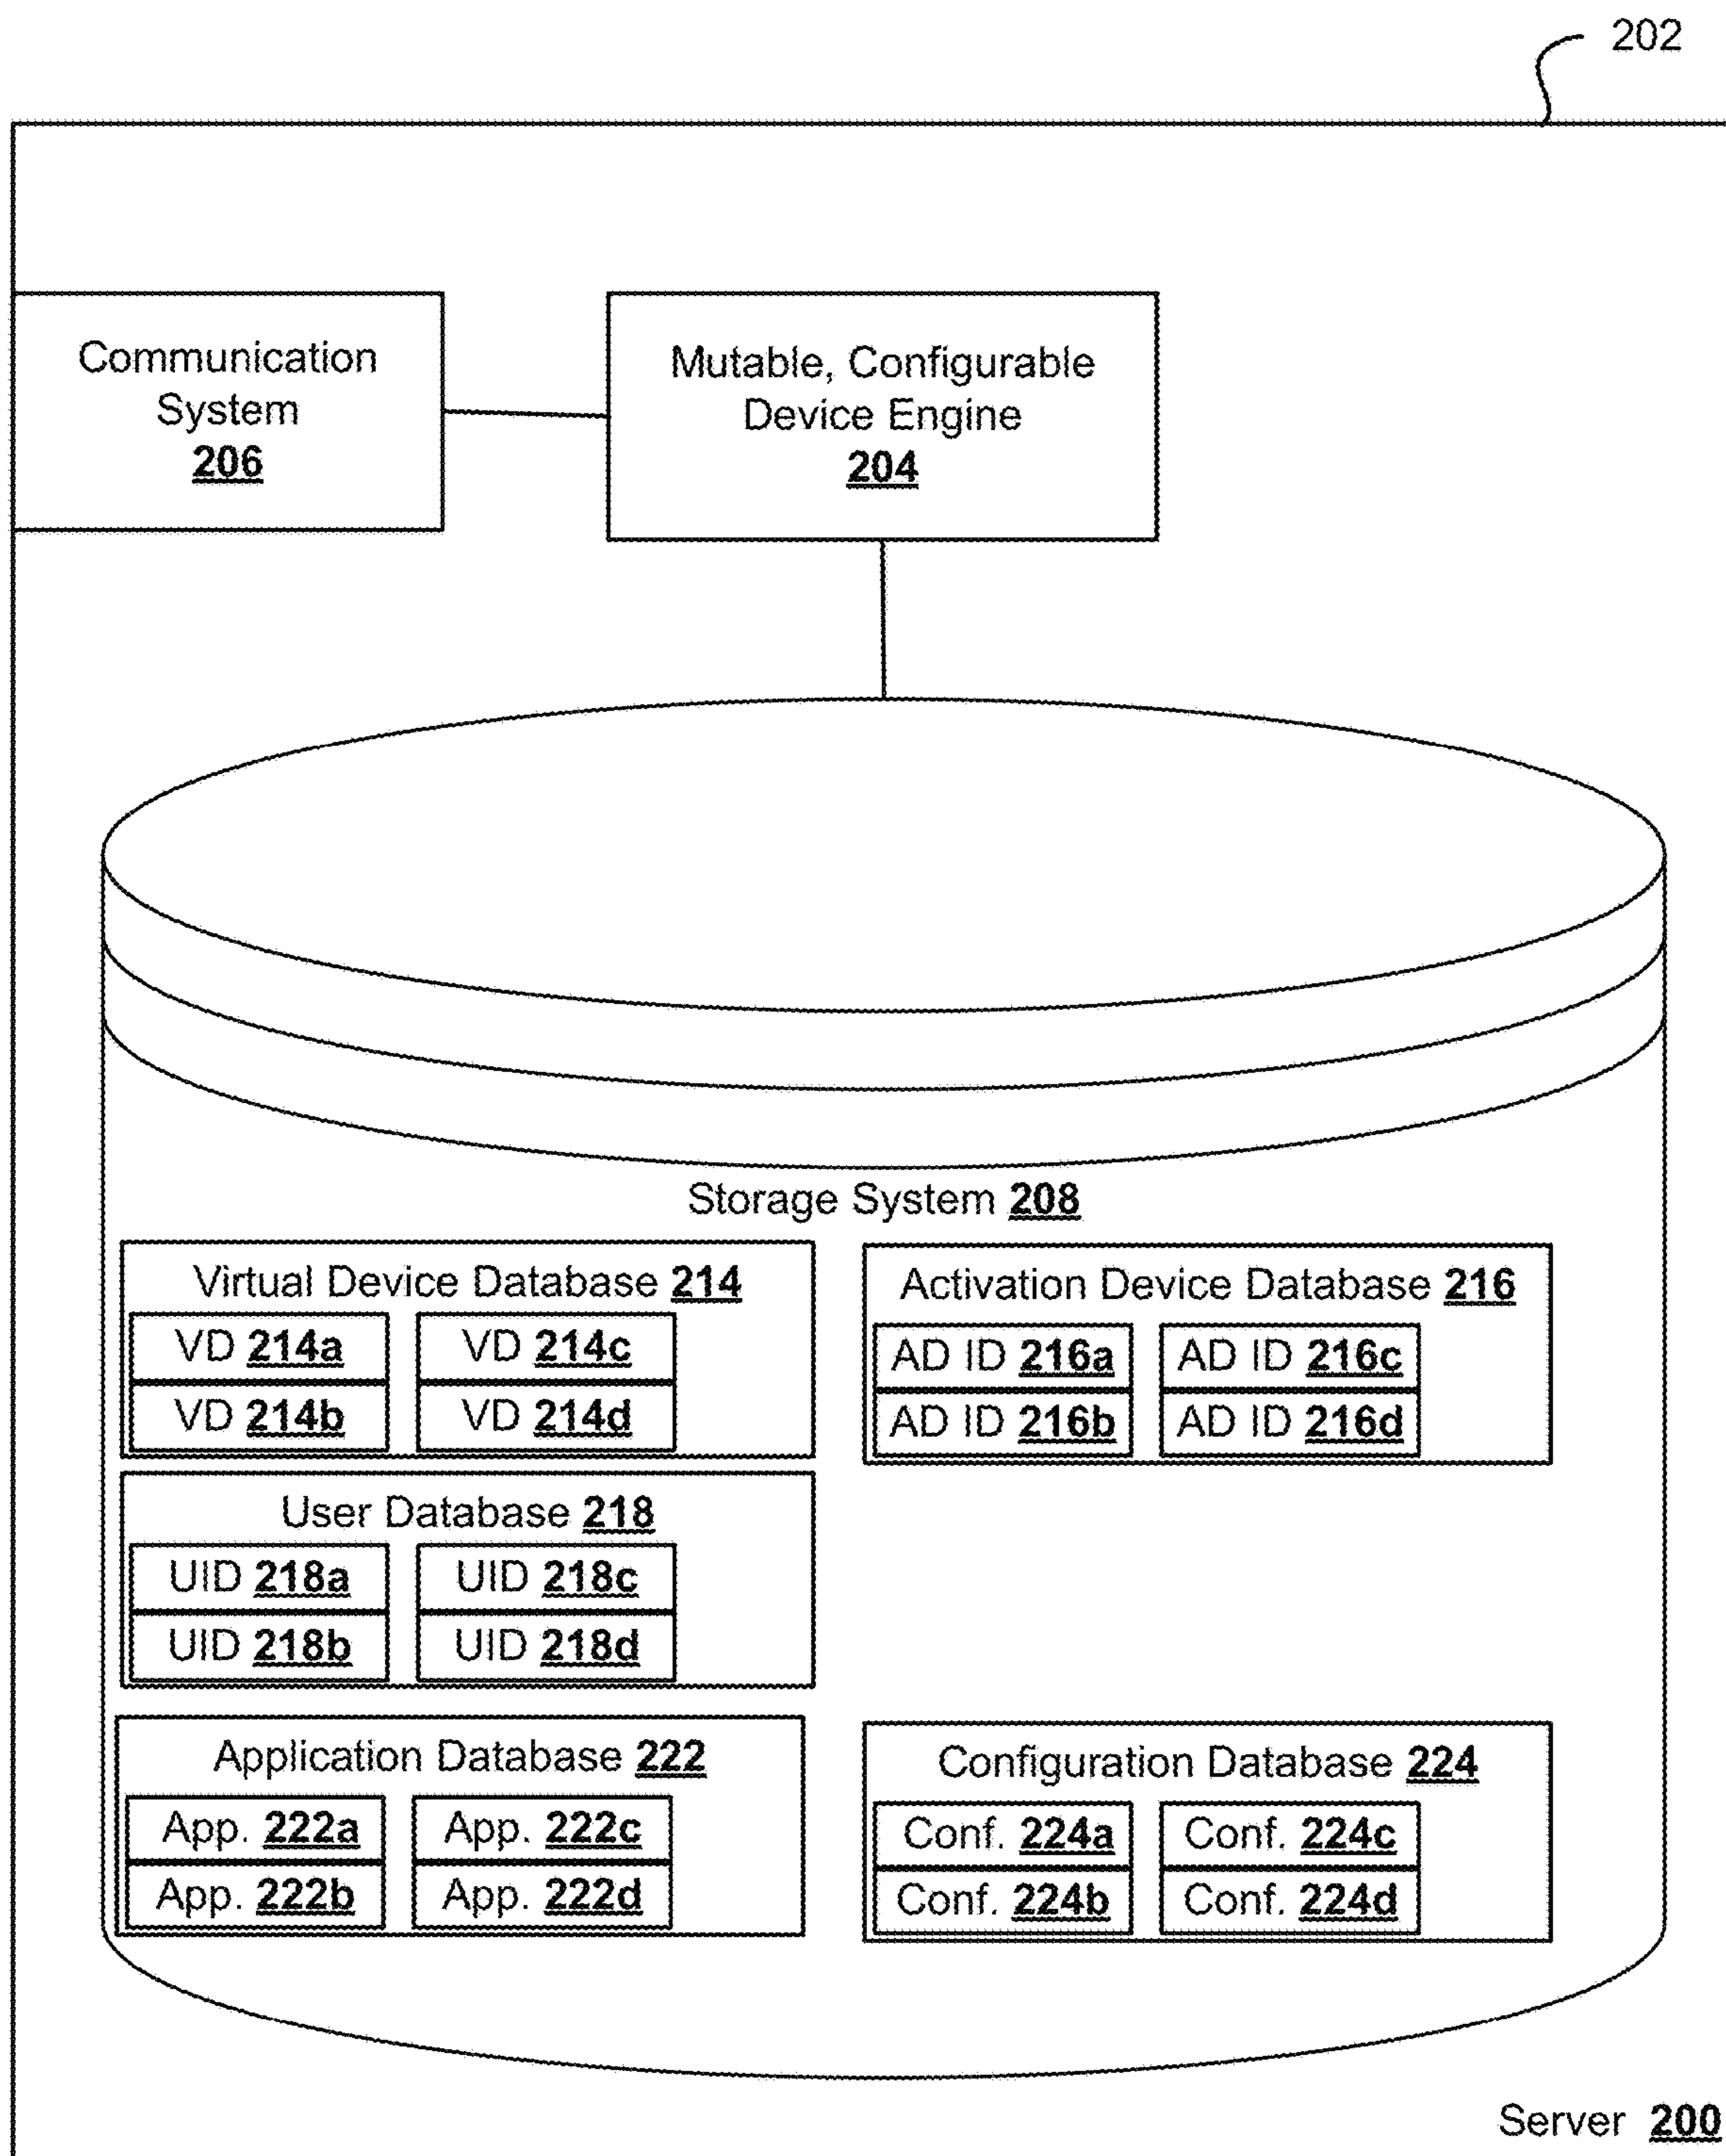 202
Communication
System
206
Mutable, Configurable
Device Engine
204
Storage System 208
Virtual Device Database 214
VD 214a
VD 214c
VD 214b
VD 214d
Activation Device Database 216
AD ID 216a
AD ID 216c
AD ID 216b
AD ID 216d
User Database 218
UID 218a
UID 218c
UID 218b
UID 218d
Application Database 222
App. 222a
App. 222c
App. 222b
App. 222d
Configuration Database 224
Conf. 224a
Conf. 224c
Conf. 224b
Conf. 224d
Server 200